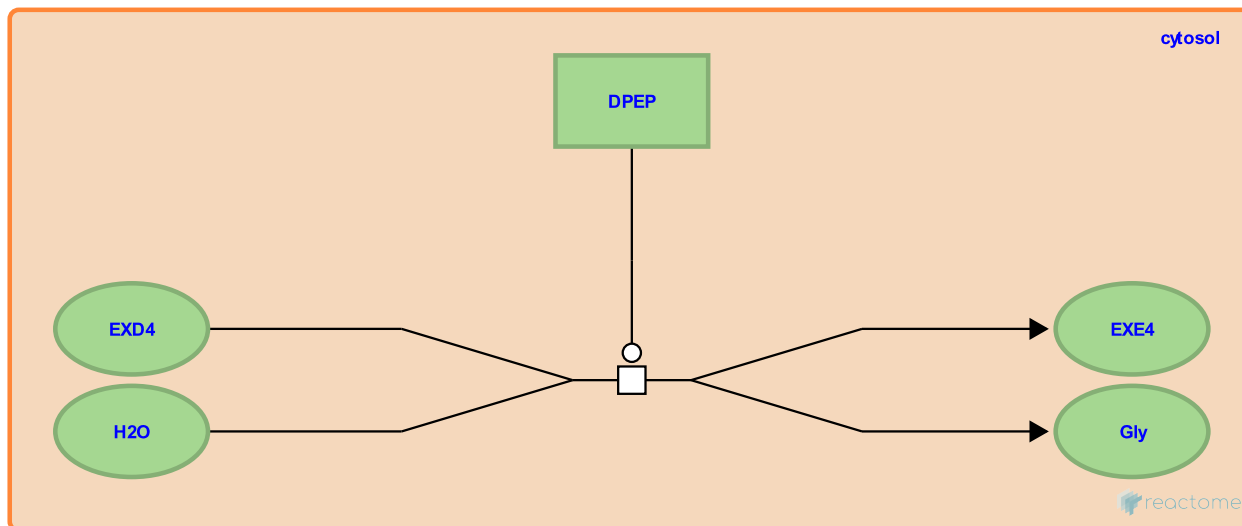 cytosol
DPEP
EXD4
EXE4
H2O
Gly
reactome